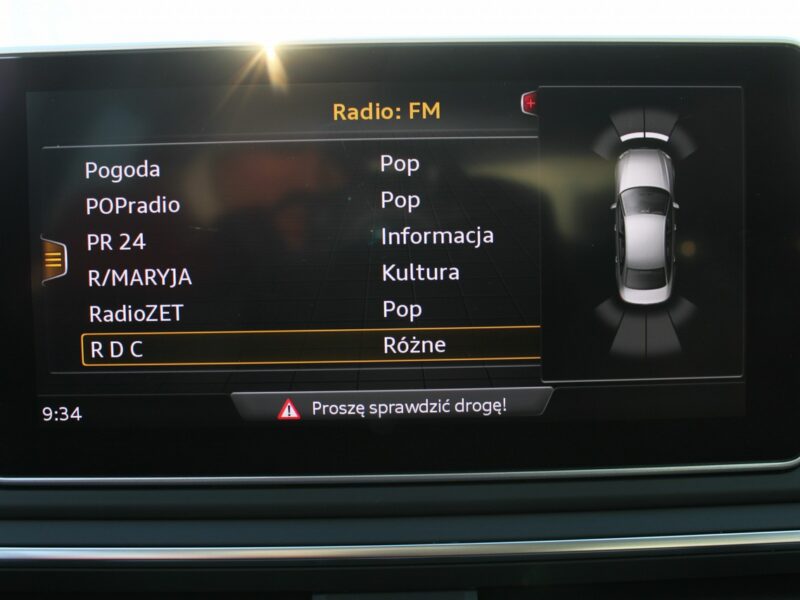 Radio: FM
Pogoda Pop
POPradio Pop
PR 24 Informacja
R/MARYJA Kultura
RadioZET Pop
R D C Różne
9:34 Proszę sprawdzić drogę!